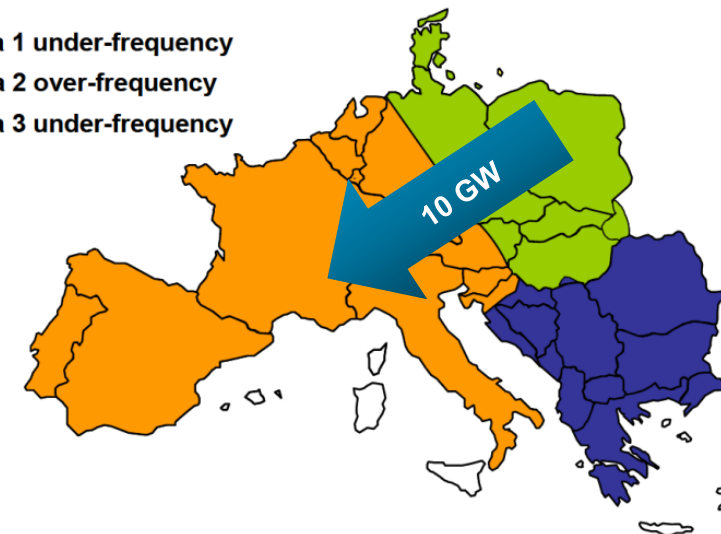 a 1 under-frequency
a 2 over-frequency
a 3 under-frequency
10 GW